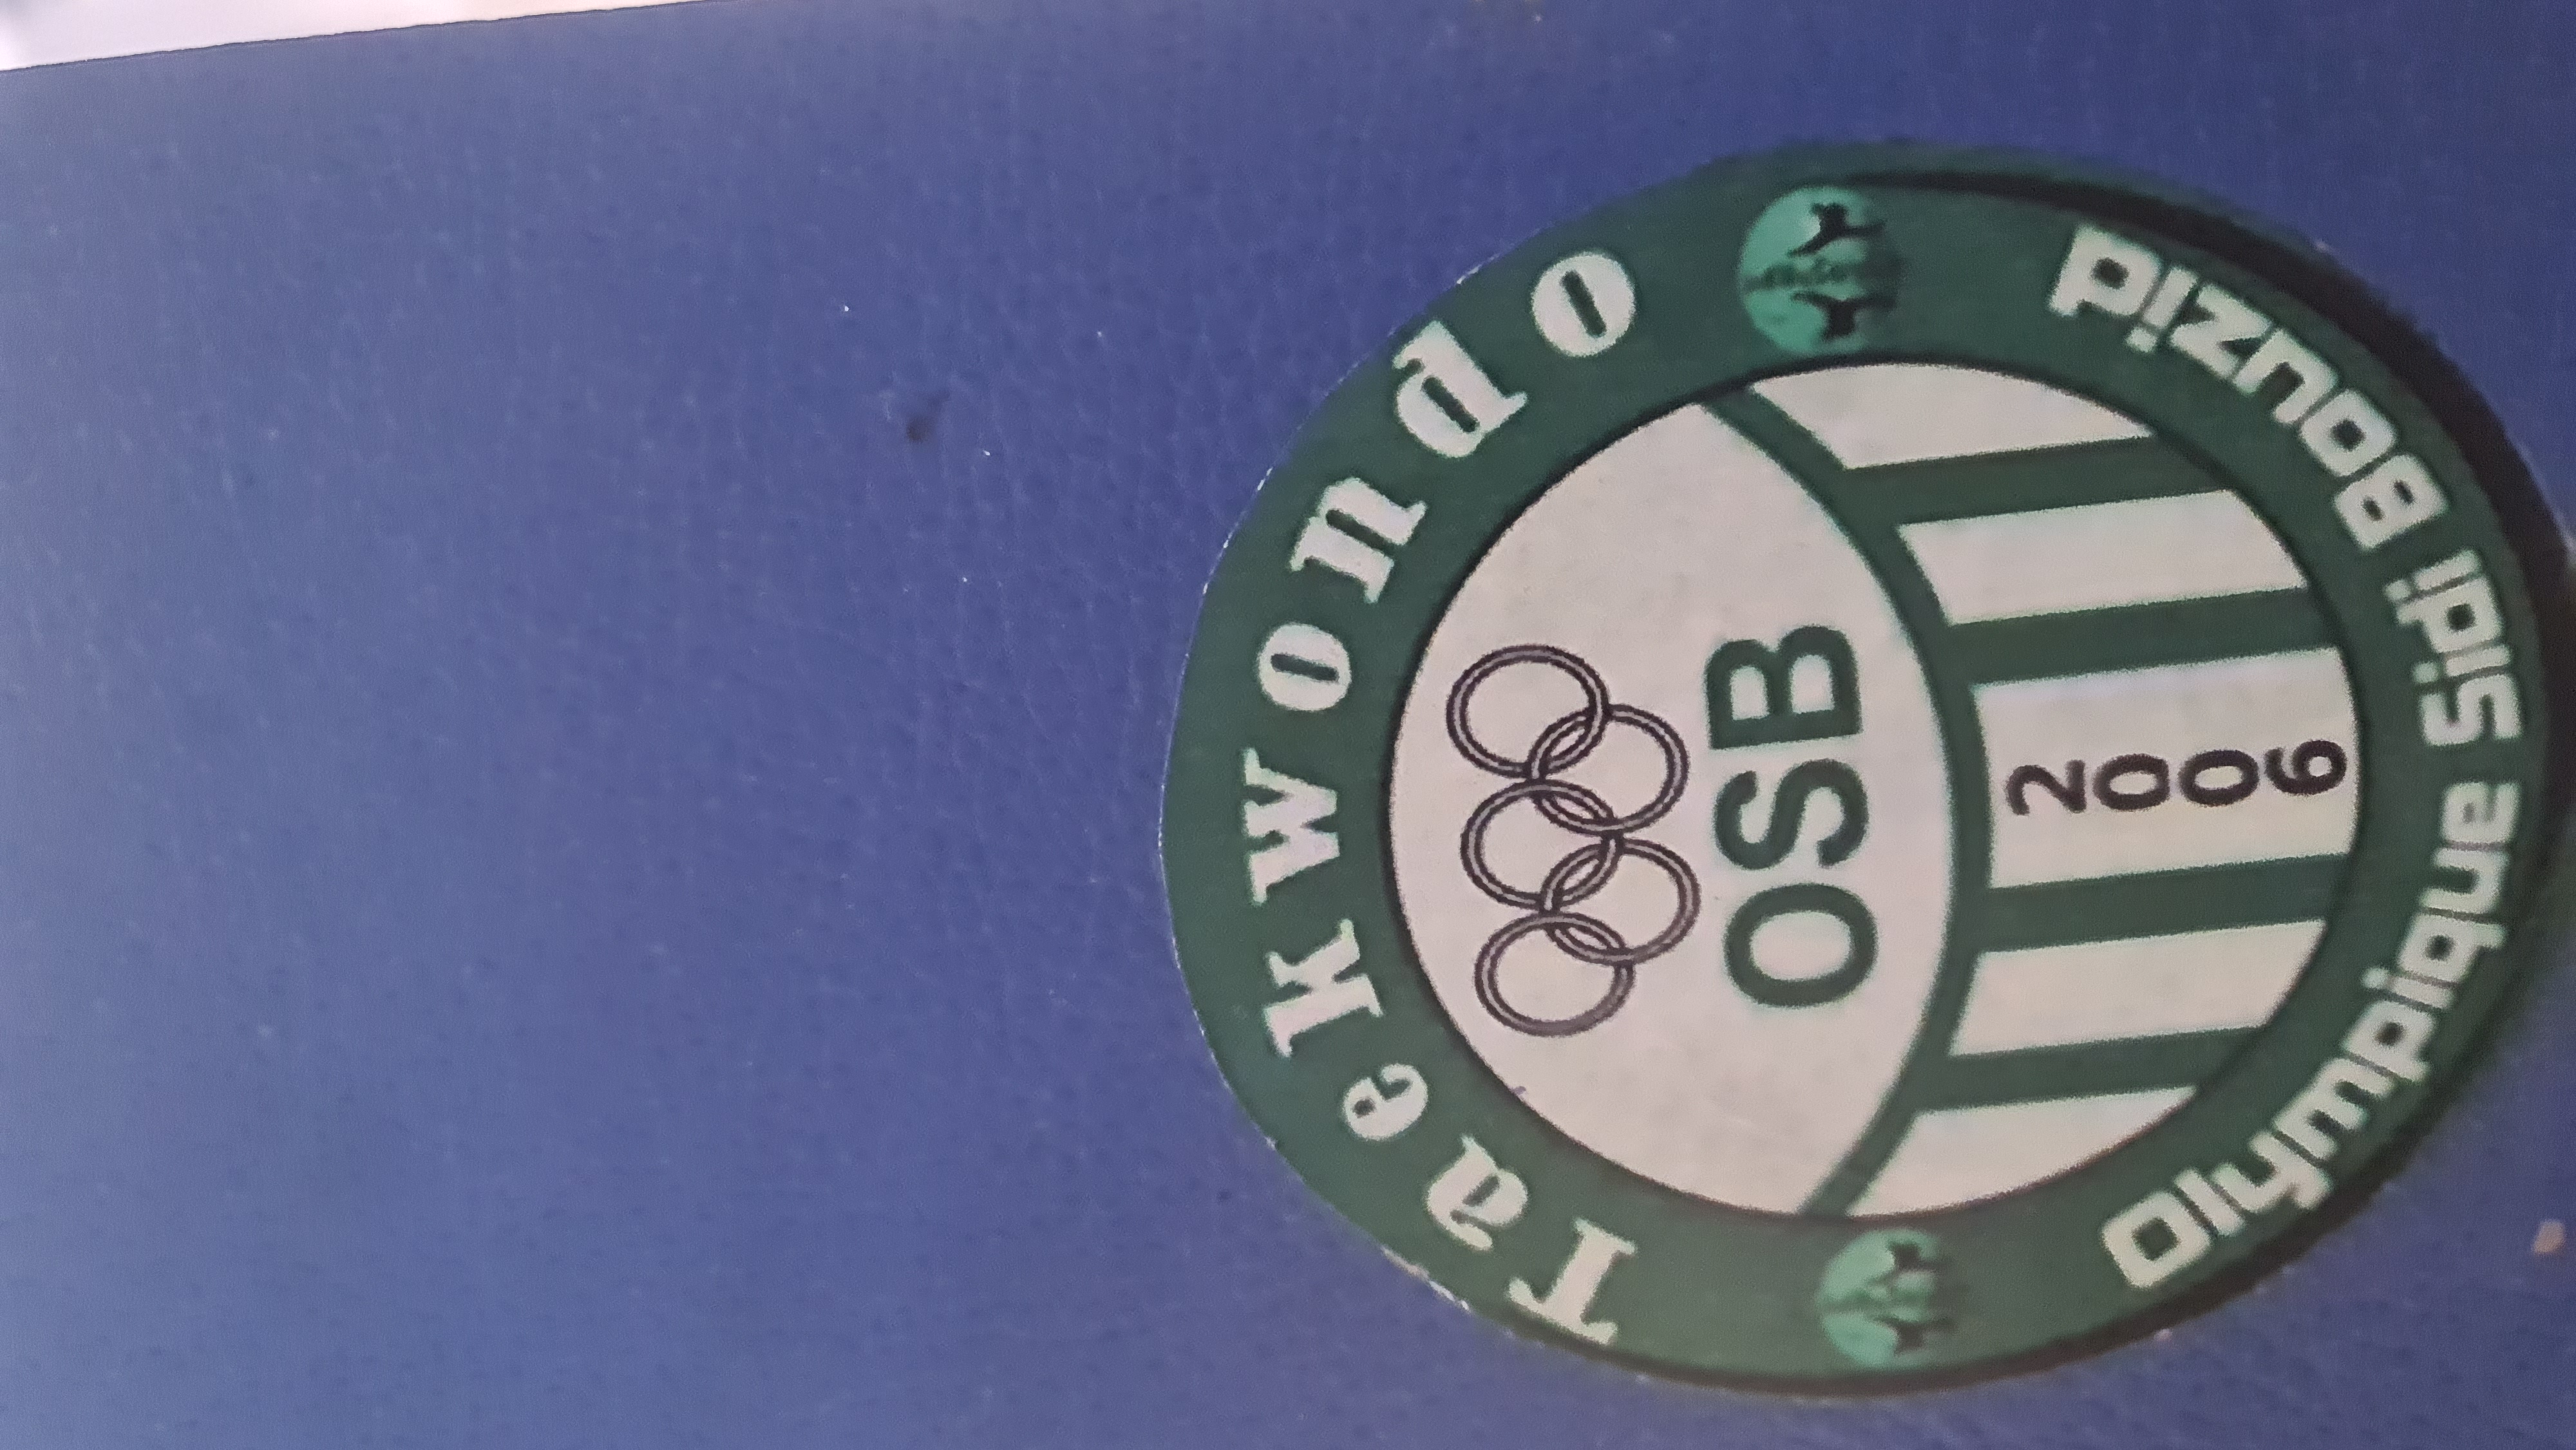 Taekwondo
OSB
2006
Olympique Sidi Bouzid